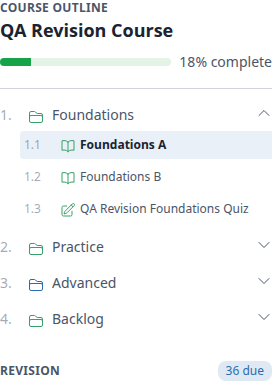 COURSE OUTLINE
QA Revision Course
18% complete
1. Foundations
1.1 Foundations A
1.2 Foundations B
1.3 QA Revision Foundations Quiz
2. Practice
3. Advanced
4. Backlog
REVISION 36 due